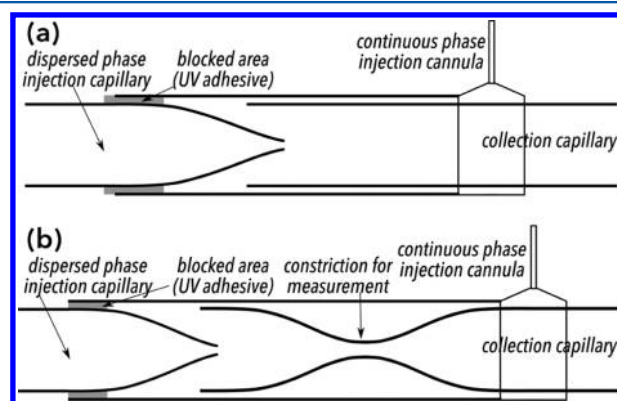 (a)
dispersed phase
injection capillary
blocked area
(UV adhesive)
continuous phase
injection cannula
collection capillary
(b)
dispersed phase
injection capillary
blocked area
(UV adhesive)
constriction for
measurement
continuous phase
injection cannula
collection capillary